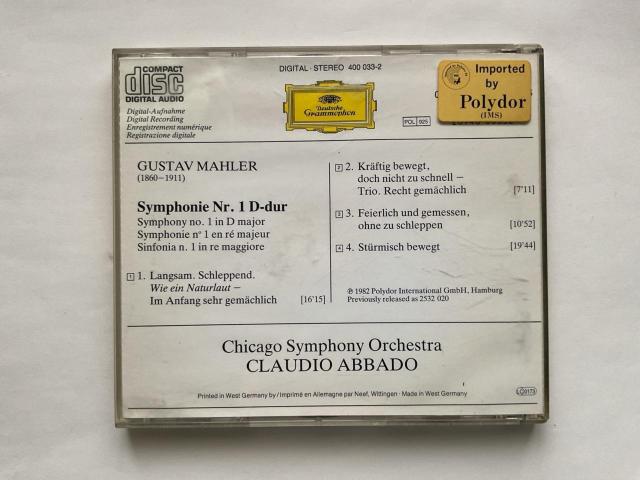 COMPACT
disc
DIGITAL AUDIO
Digital-Aufnahme
Digital Recording
Enregistrement numérique
Registrazione digitale
DIGITAL · STEREO 400 033-2
Deutsche
Grammophon
POL 925
Imported
by
Polydor
(IMS)
GUSTAV MAHLER
(1860–1911)
Symphonie Nr. 1 D-dur
Symphony no. 1 in D major
Symphonie n° 1 en ré majeur
Sinfonia n. 1 in re maggiore
1 1. Langsam. Schleppend.
Wie ein Naturlaut –
Im Anfang sehr gemächlich [16'15]
2 2. Kräftig bewegt,
doch nicht zu schnell –
Trio. Recht gemächlich [7'11]
3 3. Feierlich und gemessen,
ohne zu schleppen [10'52]
4 4. Stürmisch bewegt [19'44]
℗ 1982 Polydor International GmbH, Hamburg
Previously released as 2532 020
Chicago Symphony Orchestra
CLAUDIO ABBADO
Printed in West Germany by / Imprimé en Allemagne par Neef, Wittingen · Made in West Germany